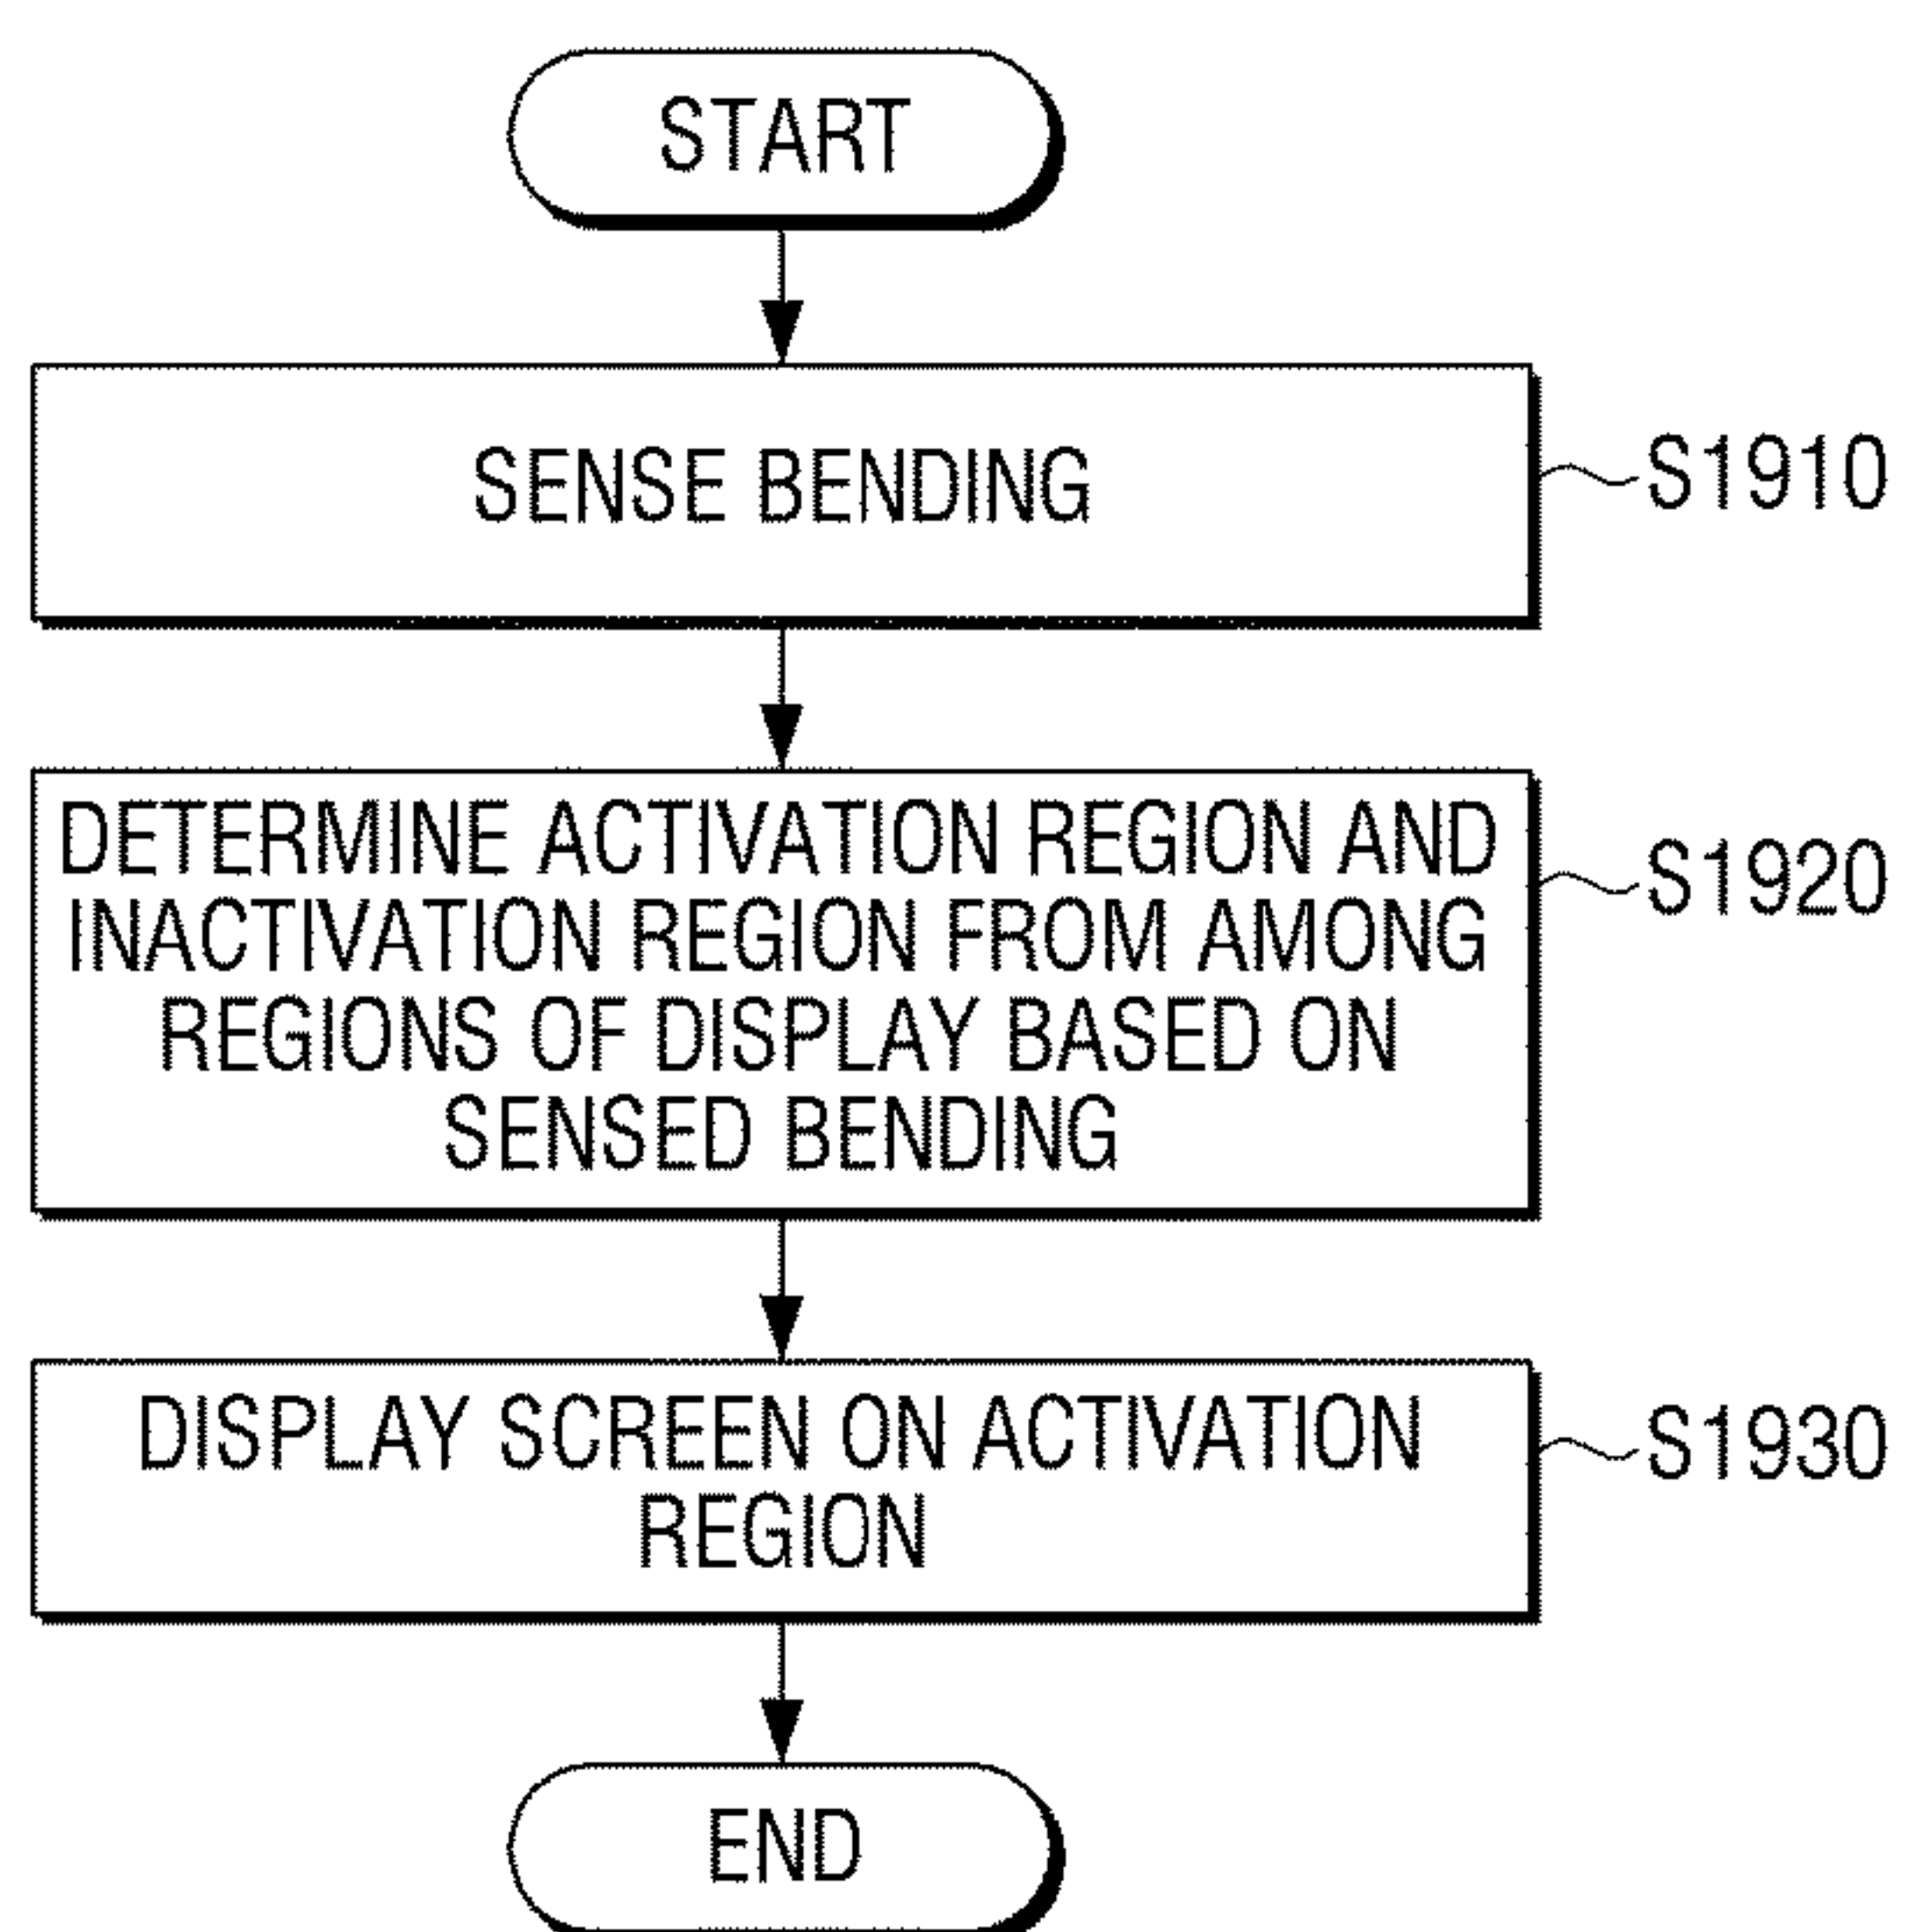 START
SENSE BENDING
S1910
DETERMINE ACTIVATION REGION AND
INACTIVATION REGION FROM AMONG
REGIONS OF DISPLAY BASED ON
SENSED BENDING
S1920
DISPLAY SCREEN ON ACTIVATION
REGION
S1930
END